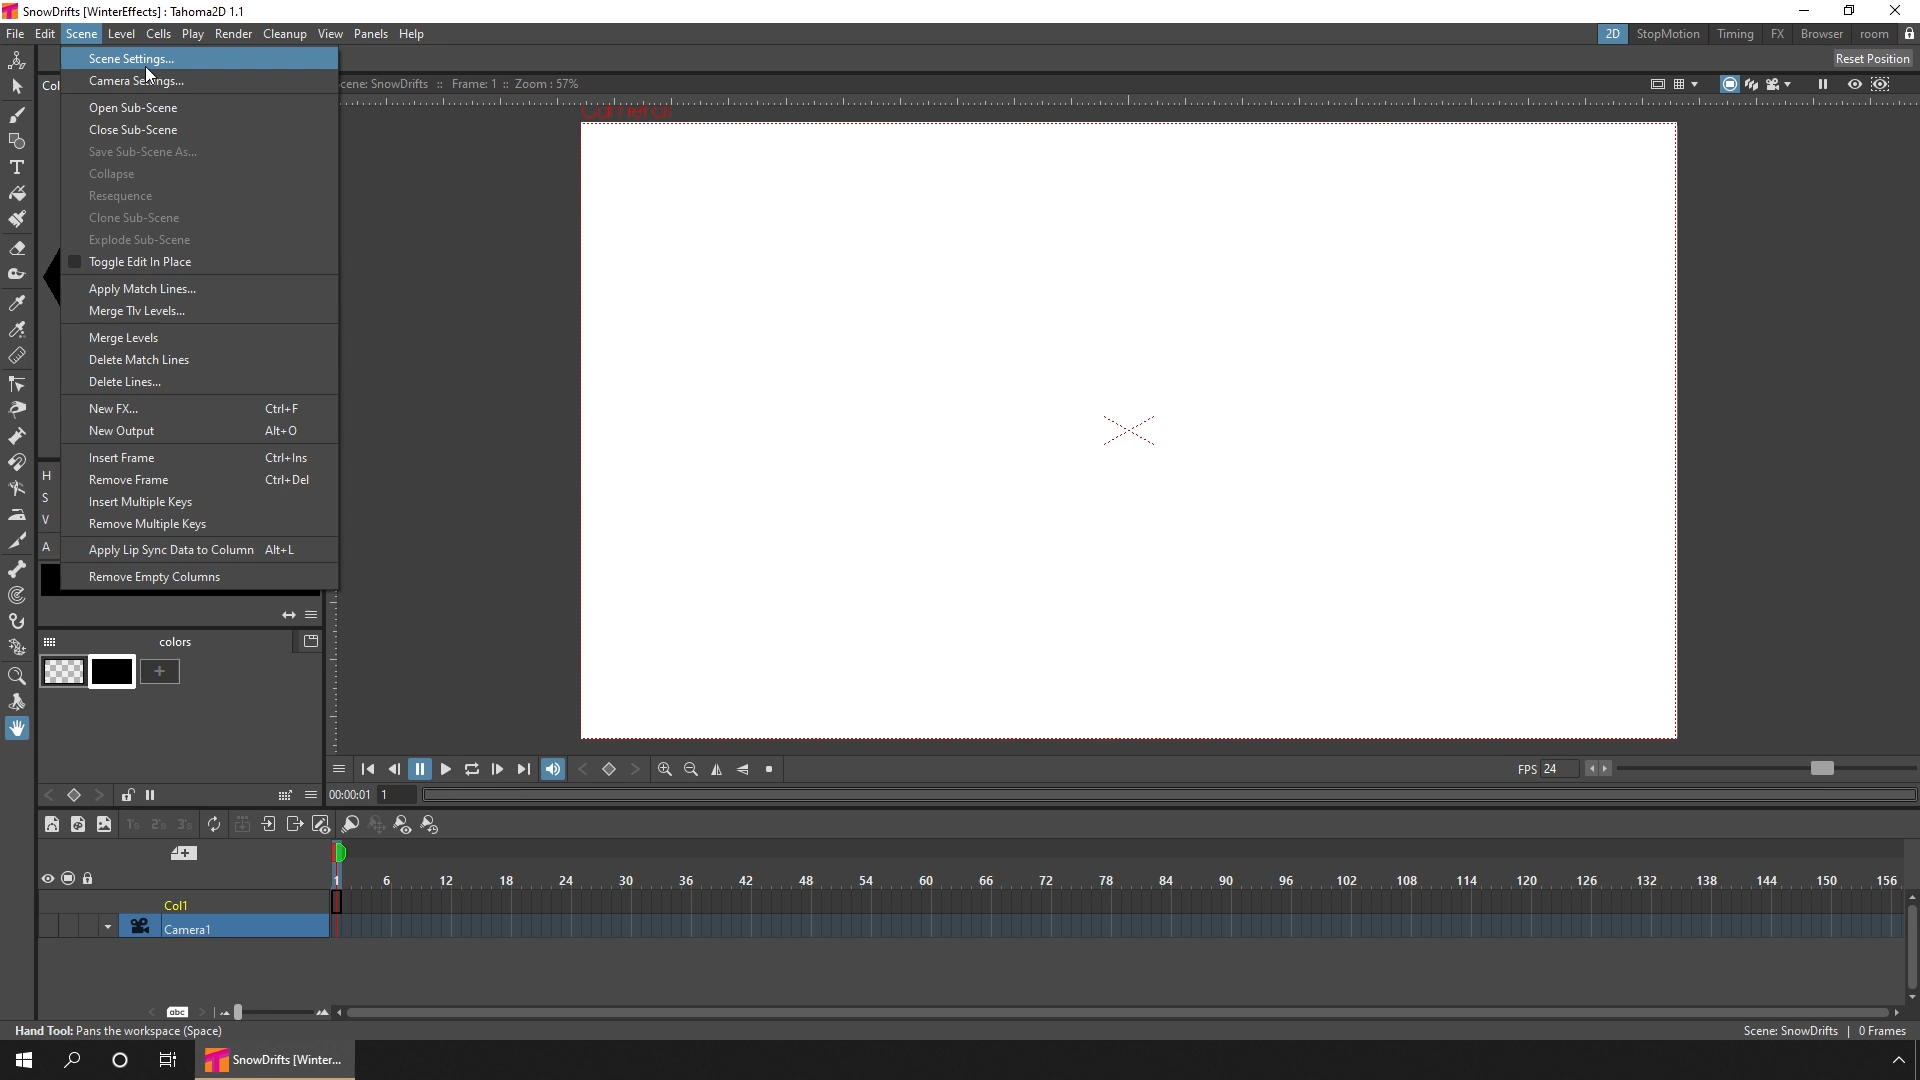 SnowDrifts [WinterEffects] : Tahoma2D 1.1
File Edit Scene Level Cells Play Render Cleanup View Panels Help
2D StopMotion Timing FX Browser room
Scene Settings...
Reset Position
Camera Settings...
Col
cene: SnowDrifts :: Frame: 1 :: Zoom : 57%
Camera1
Open Sub-Scene
Close Sub-Scene
Save Sub-Scene As...
Collapse
Resequence
Clone Sub-Scene
Explode Sub-Scene
Toggle Edit In Place
Apply Match Lines...
Merge Tlv Levels...
Merge Levels
Delete Match Lines
Delete Lines...
New FX... Ctrl+F
New Output Alt+O
Insert Frame Ctrl+Ins
Remove Frame Ctrl+Del
Insert Multiple Keys
Remove Multiple Keys
Apply Lip Sync Data to Column Alt+L
Remove Empty Columns
H
S
V
A
colors
FPS 24
00:00:01 1
1's 2's 3's
1 6 12 18 24 30 36 42 48 54 60 66 72 78 84 90 96 102 108 114 120 126 132 138 144 150 156
Col1
Camera1
abc
Hand Tool: Pans the workspace (Space)
Scene: SnowDrifts | 0 Frames
SnowDrifts [Winter...